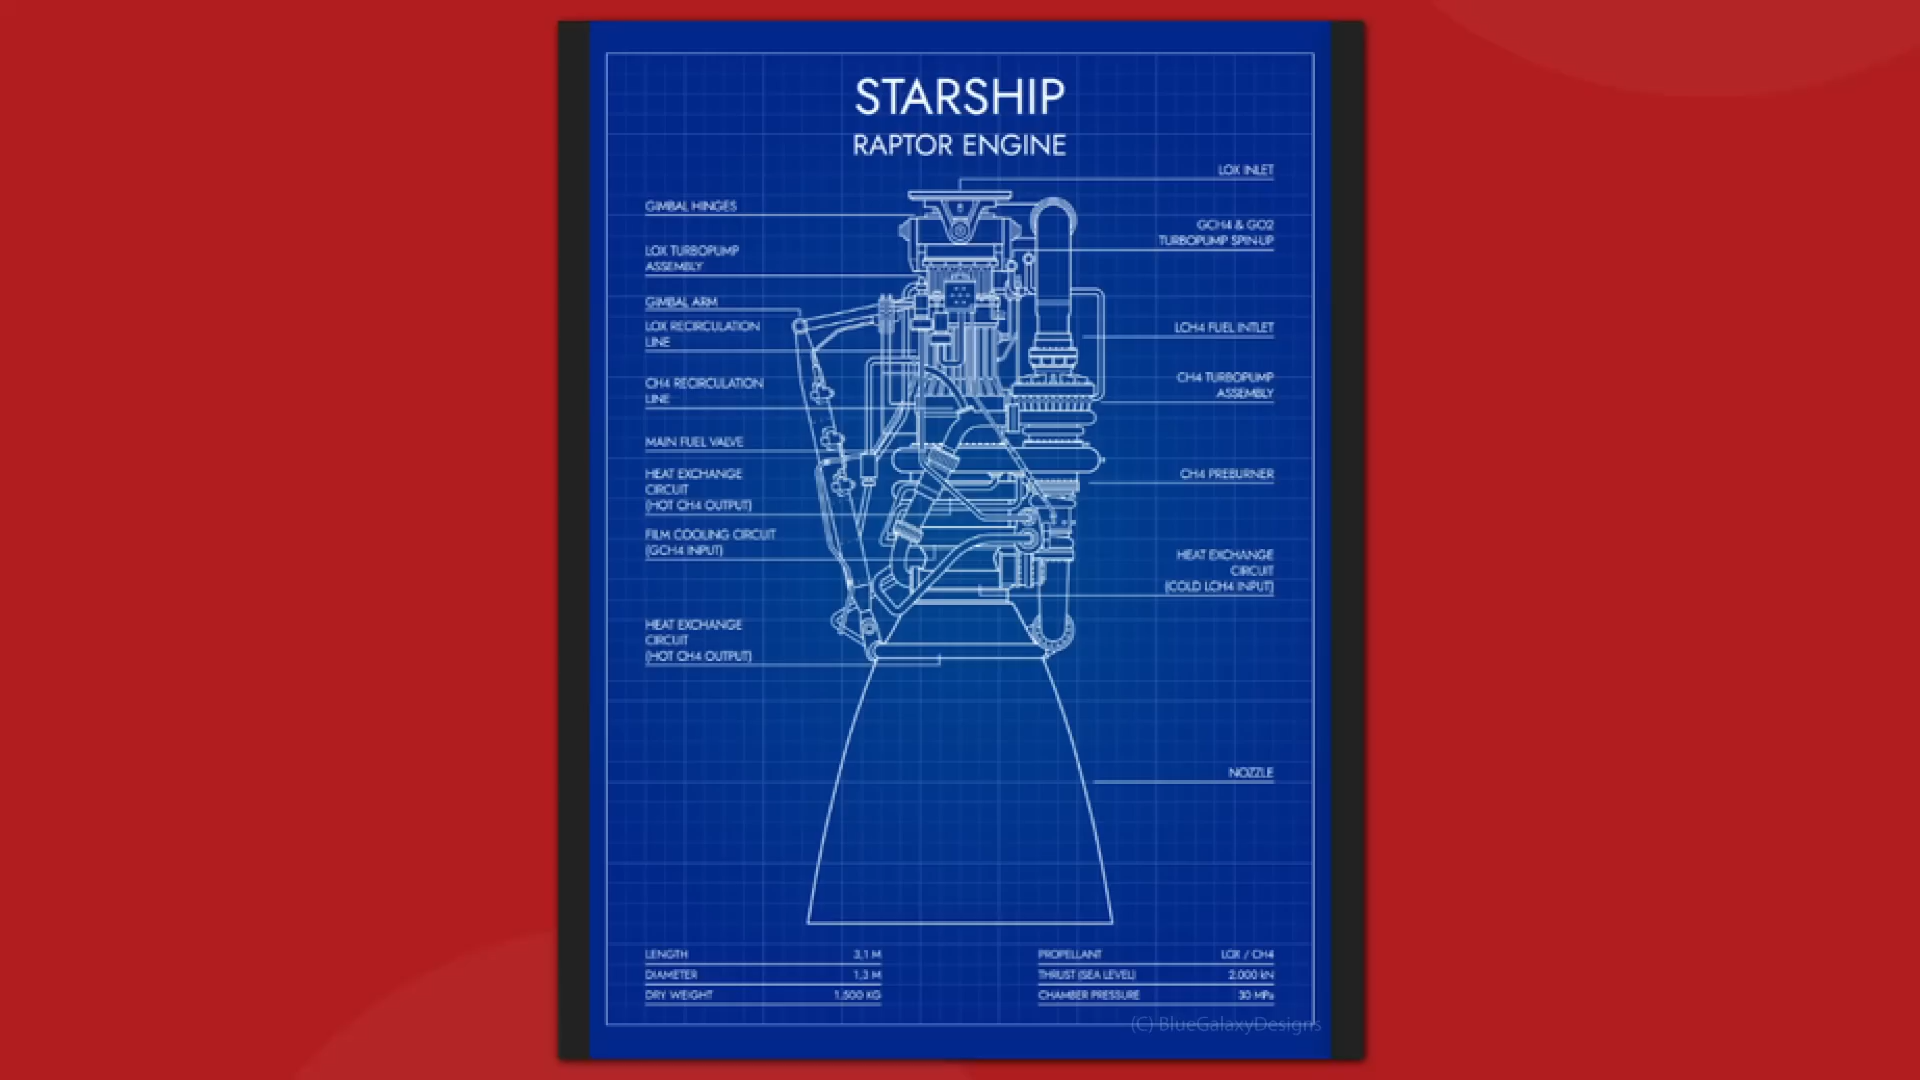 STARSHIP
RAPTOR ENGINE
LOX INLET
GIMBAL HINGES
GCH4 & GO2
TURBOPUMP SPIN-UP
LOX TURBOPUMP
ASSEMBLY
GIMBAL ARM
LOX RECIRCULATION
LINE
LCH4 FUEL INTLET
CH4 TURBOPUMP
ASSEMBLY
CH4 RECIRCULATION
LINE
MAIN FUEL VALVE
HEAT EXCHANGE
CIRCUIT
(HOT CH4 OUTPUT)
CH4 PREBURNER
FILM COOLING CIRCUIT
(GCH4 INPUT)
HEAT EXCHANGE
CIRCUIT
(COLD LCH4 INPUT)
HEAT EXCHANGE
CIRCUIT
(HOT CH4 OUTPUT)
NOZZLE
LENGTH 3,1 M
DIAMETER 1,3 M
DRY WEIGHT 1.500 KG
PROPELLANT LOX / CH4
THRUST (SEA LEVEL) 2.000 kN
CHAMBER PRESSURE 30 MPa
(C) BlueGalaxyDesigns